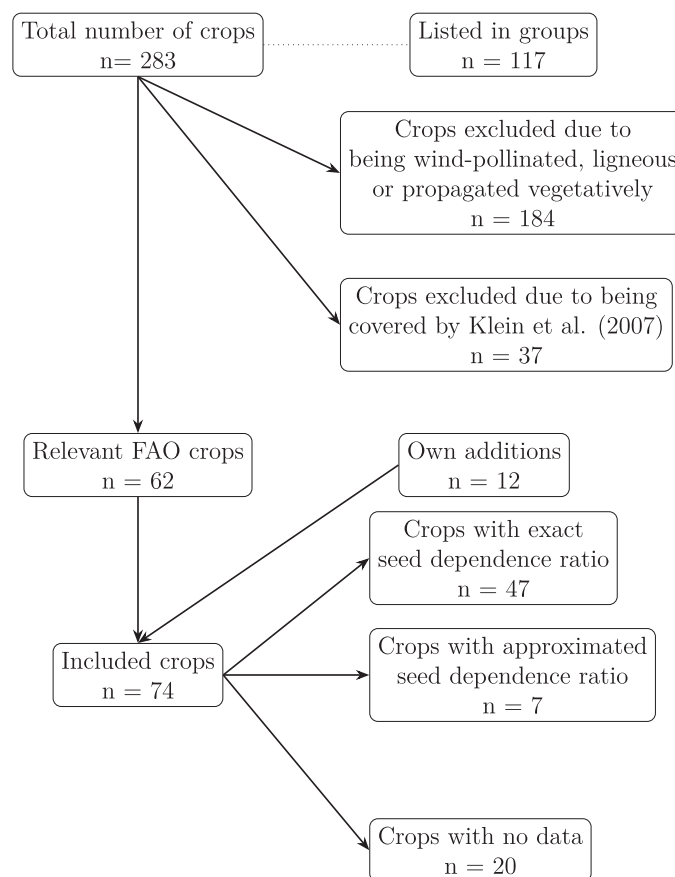 Total number of crops
n= 283
Listed in groups
n = 117
Crops excluded due to
being wind-pollinated, ligneous
or propagated vegetatively
n = 184
Crops excluded due to being
covered by Klein et al. (2007)
n = 37
Relevant FAO crops
n = 62
Own additions
n = 12
Crops with exact
seed dependence ratio
n = 47
Included crops
n = 74
Crops with approximated
seed dependence ratio
n = 7
Crops with no data
n = 20